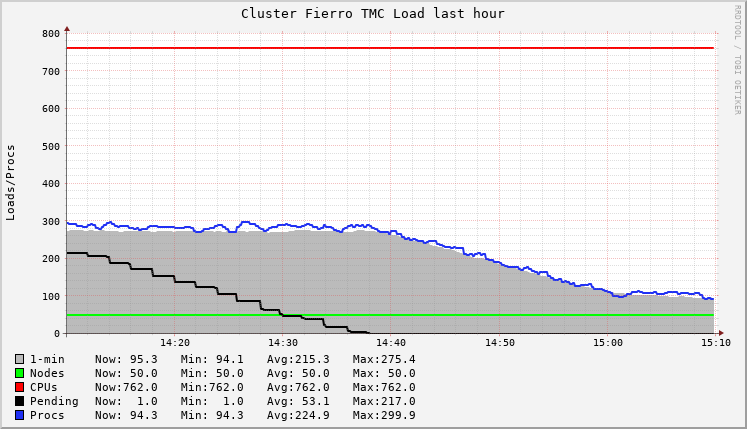 Cluster Fierro TMC Load last hour
RRDTOOL / TOBI OETIKER
Loads/Procs
800
700
600
500
400
300
200
100
0
14:20 14:30 14:40 14:50 15:00 15:10
1-min Now: 95.3 Min: 94.1 Avg:215.3 Max:275.4
Nodes Now: 50.0 Min: 50.0 Avg: 50.0 Max: 50.0
CPUs Now:762.0 Min:762.0 Avg:762.0 Max:762.0
Pending Now: 1.0 Min: 1.0 Avg: 53.1 Max:217.0
Procs Now: 94.3 Min: 94.3 Avg:224.9 Max:299.9